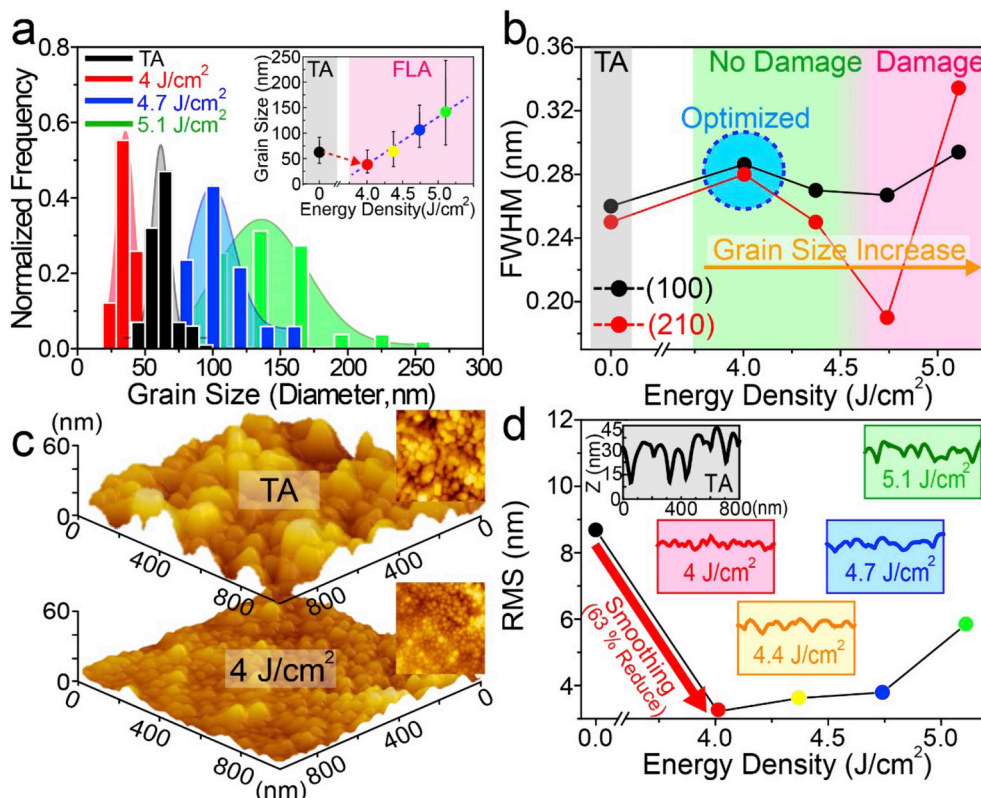 a
TA
4 J/cm²
4.7 J/cm²
5.1 J/cm²
Normalized Frequency
0.8
0.6
0.4
0.2
0.0
0 50 100 150 200 250 300
Grain Size (Diameter,nm)
TA
FLA
Grain Size (nm)
250
200
150
100
50
0
0 4.0 4.5 5.0
Energy Density(J/cm²)
b
TA
No Damage
Damage
Optimized
Grain Size Increase
(100)
(210)
FWHM (nm)
0.36
0.32
0.28
0.24
0.20
0.0 4.0 4.5 5.0
Energy Density (J/cm²)
c
(nm)
60
0
TA
0
400
800
800
400
0
60
0
4 J/cm²
0
400
800
800
400
(nm)
d
RMS (nm)
12
10
8
6
4
Z (nm)
45
30
15
0
0 400 800
(nm)
TA
5.1 J/cm²
4 J/cm²
4.7 J/cm²
4.4 J/cm²
Smoothing
(63 % Reduce)
0.0 4.0 4.5 5.0
Energy Density (J/cm²)